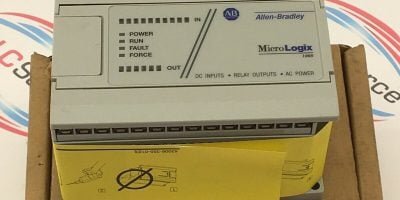 IN
AB
Allen-Bradley
POWER
RUN
FAULT
FORCE
MicroLogix
1000
OUT
DC INPUTS • RELAY OUTPUTS • AC POWER